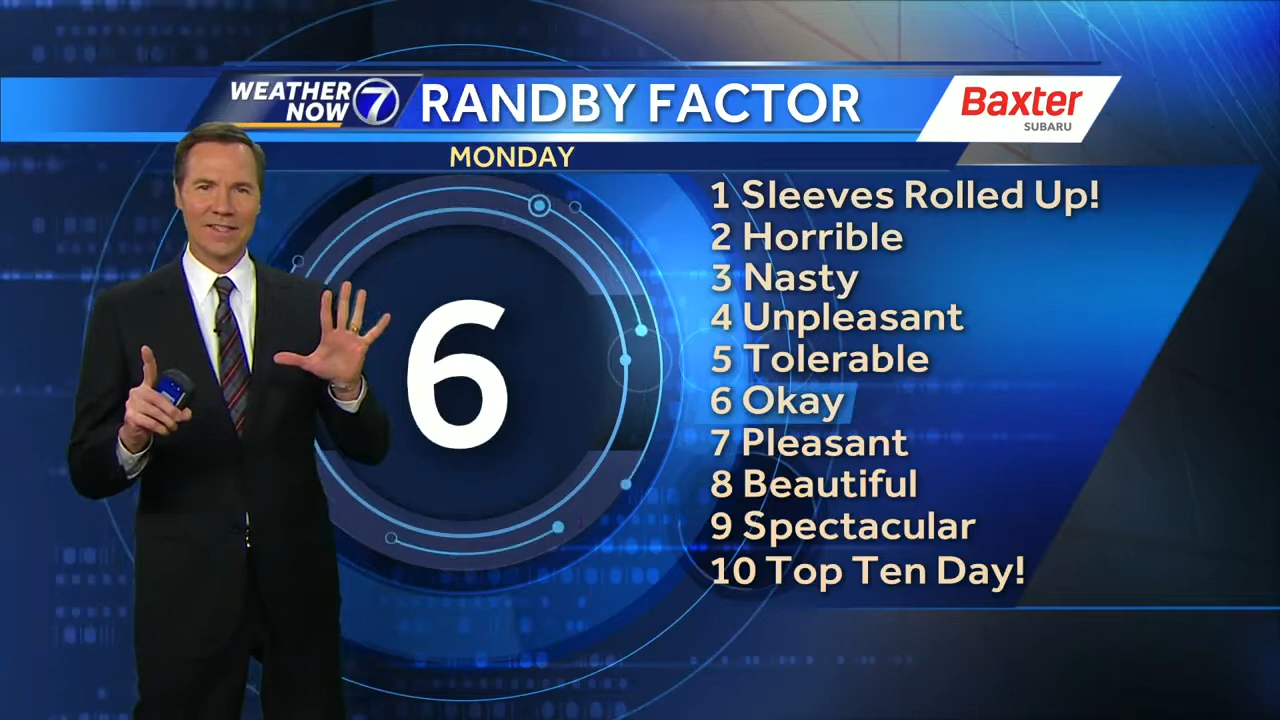 WEATHER
NOW 7
RANDBY FACTOR
Baxter
SUBARU
MONDAY
6
1 Sleeves Rolled Up!
2 Horrible
3 Nasty
4 Unpleasant
5 Tolerable
6 Okay
7 Pleasant
8 Beautiful
9 Spectacular
10 Top Ten Day!